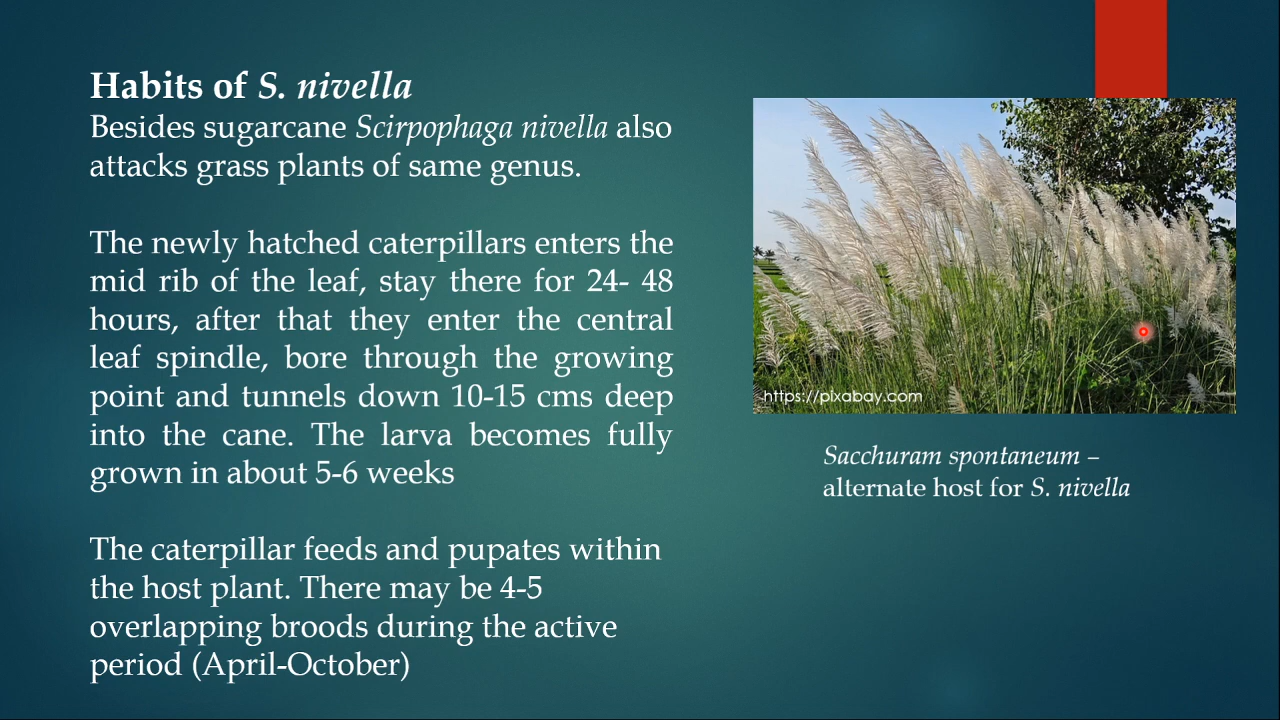 Habits of S. nivella
Besides sugarcane Scirpophaga nivella also
attacks grass plants of same genus.
The newly hatched caterpillars enters the
mid rib of the leaf, stay there for 24- 48
hours, after that they enter the central
leaf spindle, bore through the growing
point and tunnels down 10-15 cms deep
into the cane. The larva becomes fully
grown in about 5-6 weeks
The caterpillar feeds and pupates within
the host plant. There may be 4-5
overlapping broods during the active
period (April-October)
https://pixabay.com
Sacchuram spontaneum –
alternate host for S. nivella